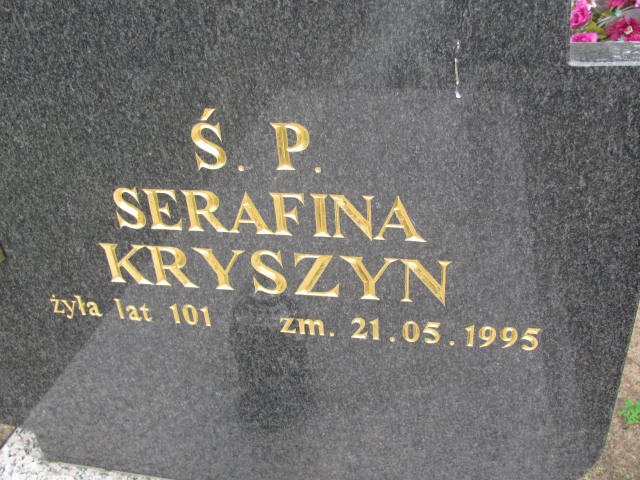 Ś. P.
SERAFINA
KRYSZYN
żyła lat 101 zm. 21.05.1995